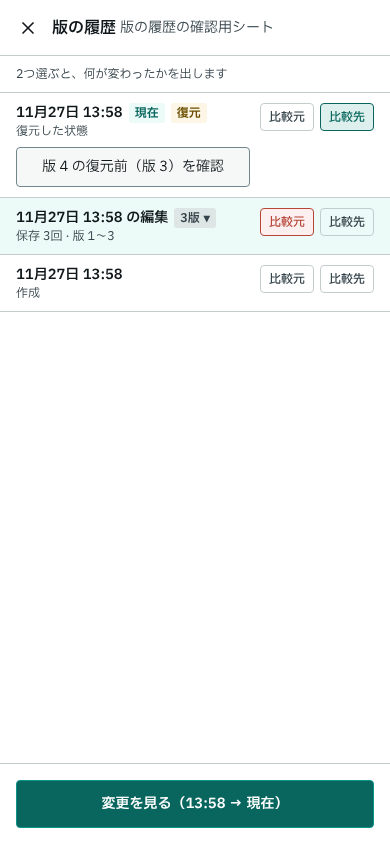 × 版の履歴 版の履歴の確認用シート
2つ選ぶと、何が変わったかを出します
11月27日 13:58 現在 復元 比較元 比較先
復元した状態
版 4 の復元前（版 3）を確認
11月27日 13:58 の編集 3版 ▾ 比較元 比較先
保存 3回 · 版 1〜3
11月27日 13:58 比較元 比較先
作成
変更を見る（13:58 → 現在）